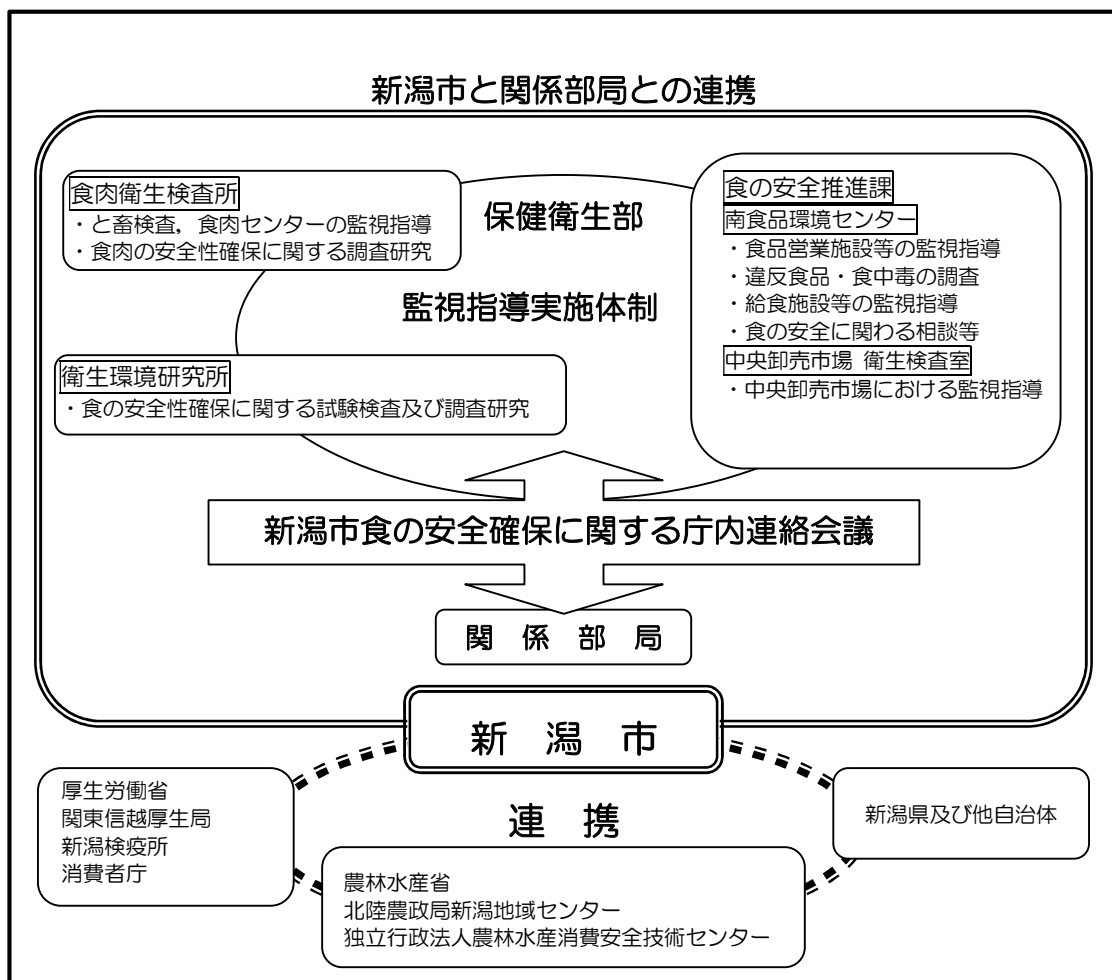 新潟市と関係部局との連携
食肉衛生検査所
・と畜検査，食肉センターの監視指導
・食肉の安全性確保に関する調査研究
保健衛生部
監視指導実施体制
食の安全推進課
南食品環境センター
・食品営業施設等の監視指導
・違反食品・食中毒の調査
・給食施設等の監視指導
・食の安全に関わる相談等
中央卸売市場 衛生検査室
・中央卸売市場における監視指導
衛生環境研究所
・食の安全性確保に関する試験検査及び調査研究
新潟市食の安全確保に関する庁内連絡会議
関 係 部 局
新 潟 市
連 携
厚生労働省
関東信越厚生局
新潟検疫所
消費者庁
農林水産省
北陸農政局新潟地域センター
独立行政法人農林水産消費安全技術センター
新潟県及び他自治体